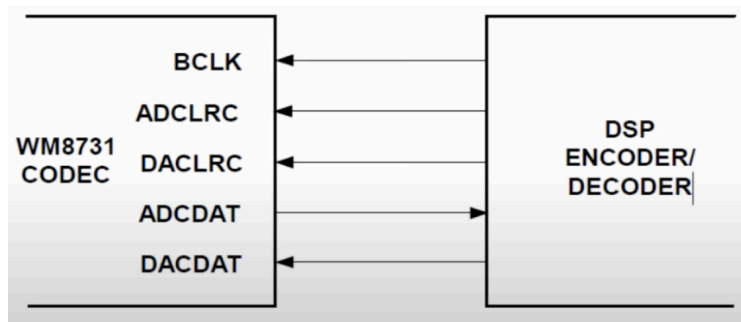 BCLK
ADCLRC
WM8731
CODEC
DACLRC
ADCDAT
DACDAT
DSP
ENCODER/
DECODER